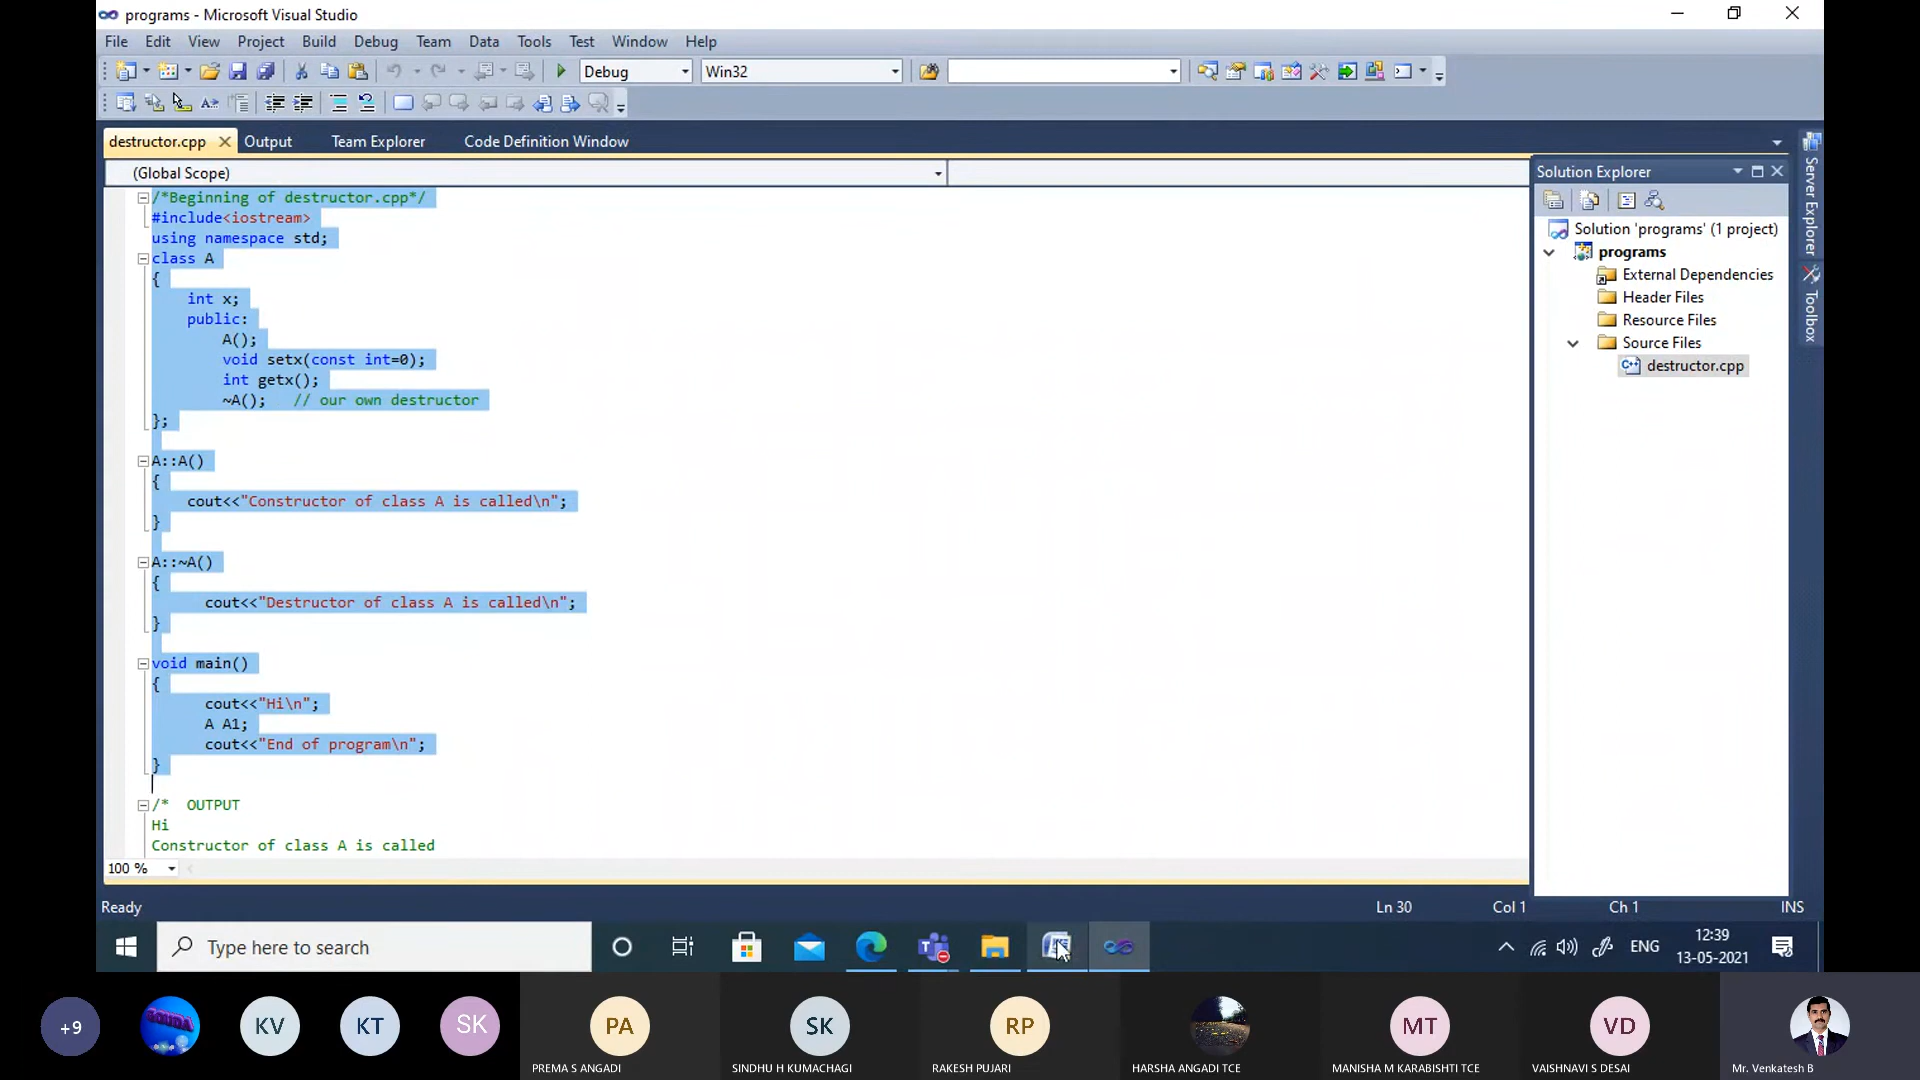 programs - Microsoft Visual Studio
File Edit View Project Build Debug Team Data Tools Test Window Help
Debug Win32
destructor.cpp Output Team Explorer Code Definition Window
(Global Scope)
/*Beginning of destructor.cpp*/
#include<iostream>
using namespace std;
class A
{
int x;
public:
A();
void setx(const int=0);
int getx();
~A(); // our own destructor
};
A::A()
{
cout<<"Constructor of class A is called\n";
}
A::~A()
{
cout<<"Destructor of class A is called\n";
}
void main()
{
cout<<"Hi\n";
A A1;
cout<<"End of program\n";
}
/* OUTPUT
Hi
Constructor of class A is called
100 %
Solution Explorer
Solution 'programs' (1 project)
programs
External Dependencies
Header Files
Resource Files
Source Files
destructor.cpp
Server Explorer
Toolbox
Ready Ln 30 Col 1 Ch 1 INS
Type here to search
ENG
12:39
13-05-2021
+9
GOUDA
KV
KT
SK
PA
PREMA S ANGADI
SK
SINDHU H KUMACHAGI
RP
RAKESH PUJARI
HARSHA ANGADI TCE
MT
MANISHA M KARABISHTI TCE
VD
VAISHNAVI S DESAI
Mr. Venkatesh B